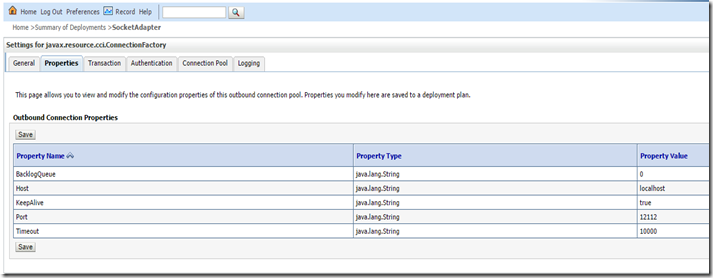 Home Log Out Preferences Record Help
Home >Summary of Deployments >SocketAdapter
Settings for javax.resource.cci.ConnectionFactory
General Properties Transaction Authentication Connection Pool Logging
This page allows you to view and modify the configuration properties of this outbound connection pool. Properties you modify here are saved to a deployment plan.
Outbound Connection Properties
Save
Property Name Property Type Property Value
BacklogQueue java.lang.String 0
Host java.lang.String localhost
KeepAlive java.lang.String true
Port java.lang.String 12112
Timeout java.lang.String 10000
Save